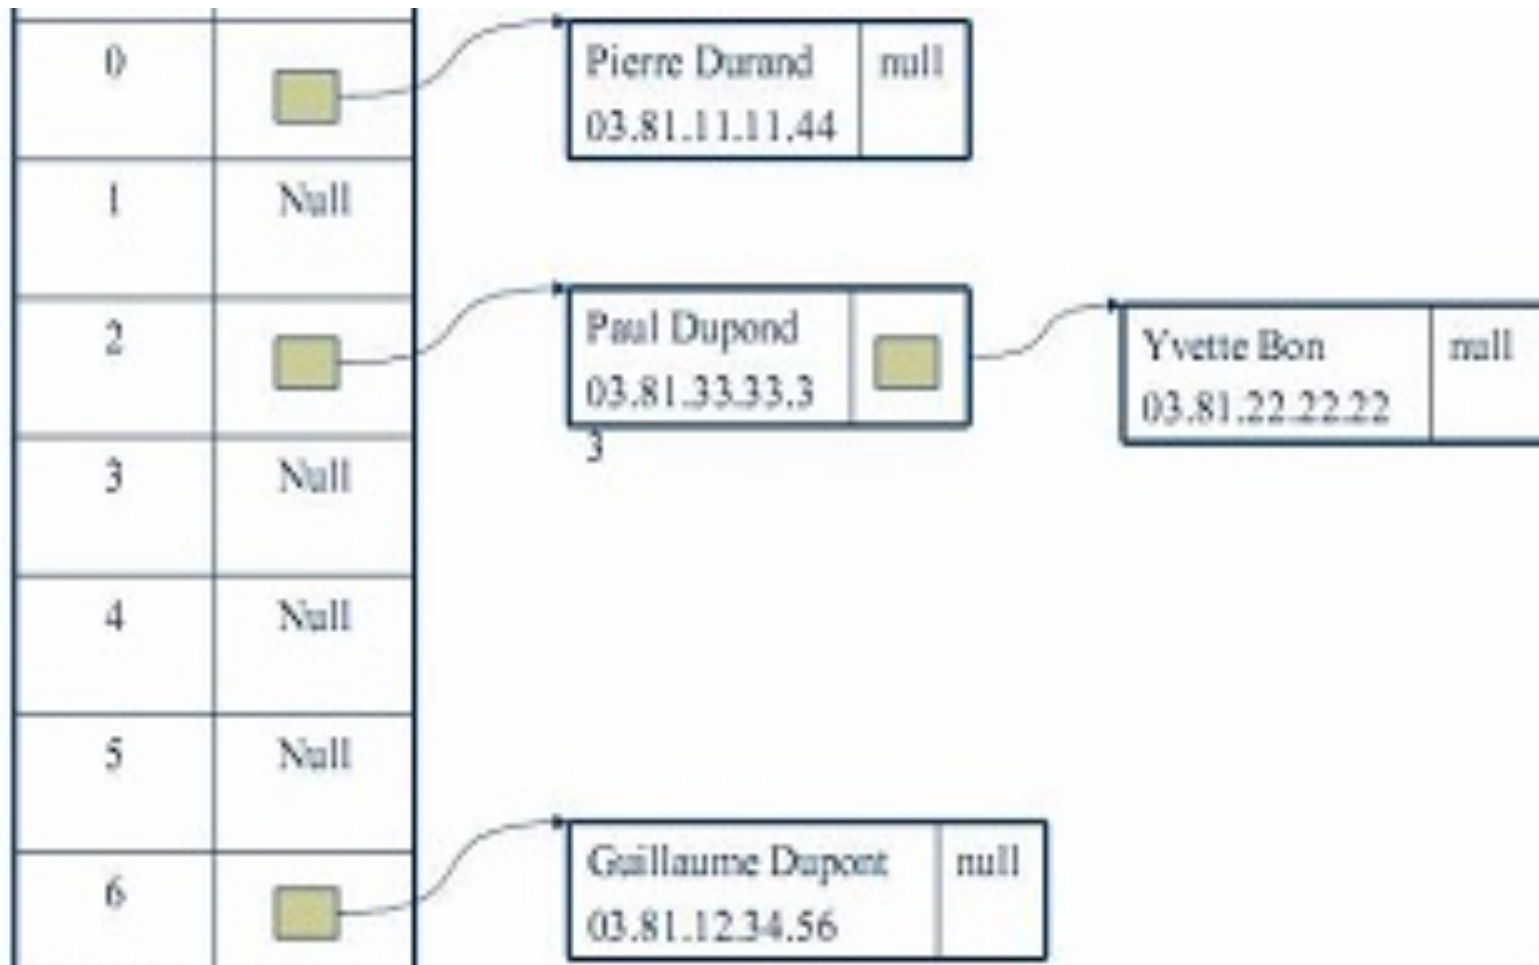 0
Pierre Durand null
03.81.11.11.44
1 Null
2
Paul Dupond
03.81.33.33.3
3
Yvette Bon null
03.81.22.22.22
3 Null
4 Null
5 Null
6
Guillaume Dupont null
03.81.12.34.56